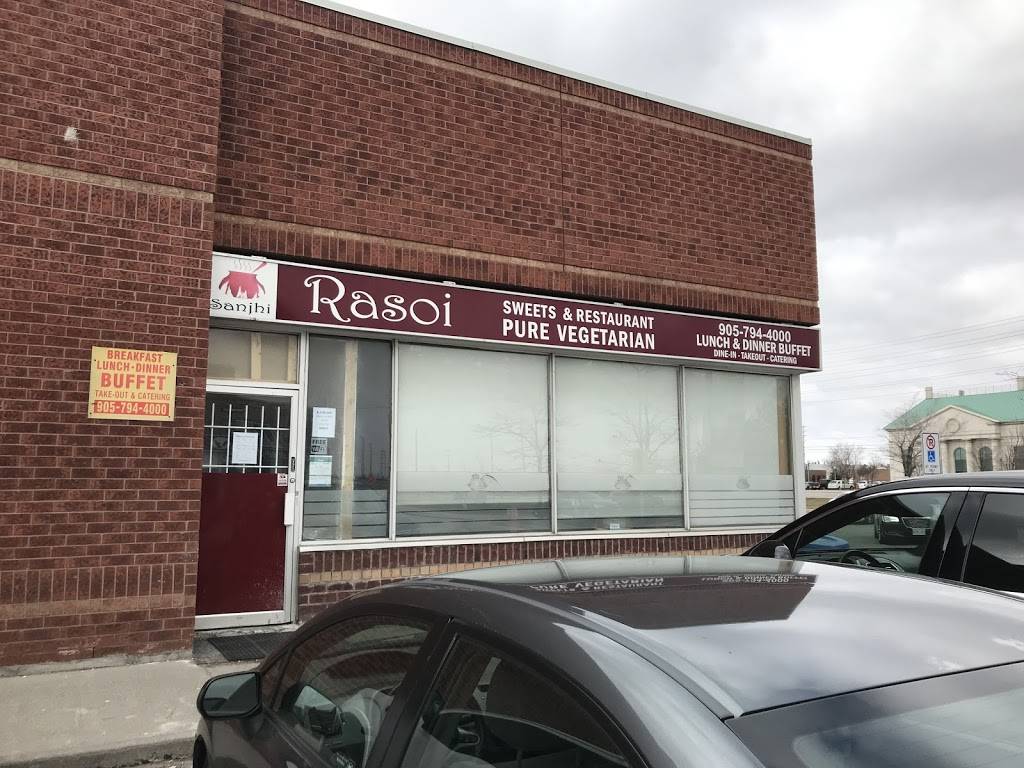 Sanjhi
Rasoi
SWEETS & RESTAURANT
PURE VEGETARIAN
905-794-4000
LUNCH & DINNER BUFFET
DINE-IN - TAKEOUT - CATERING
BREAKFAST
LUNCH - DINNER
BUFFET
TAKE-OUT & CATERING
905-794-4000